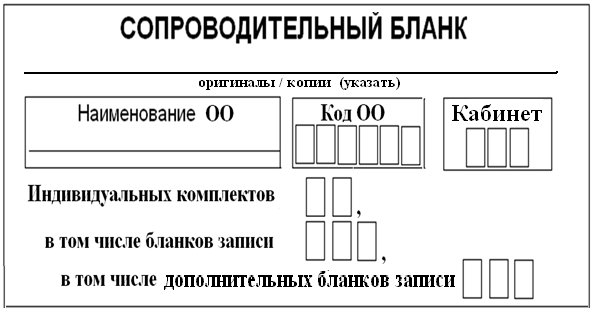 СОПРОВОДИТЕЛЬНЫЙ БЛАНК
оригиналы / копии (указать)
Наименование ОО
Код ОО
Кабинет
Индивидуальных комплектов ,
в том числе бланков записи ,
в том числе дополнительных бланков записи